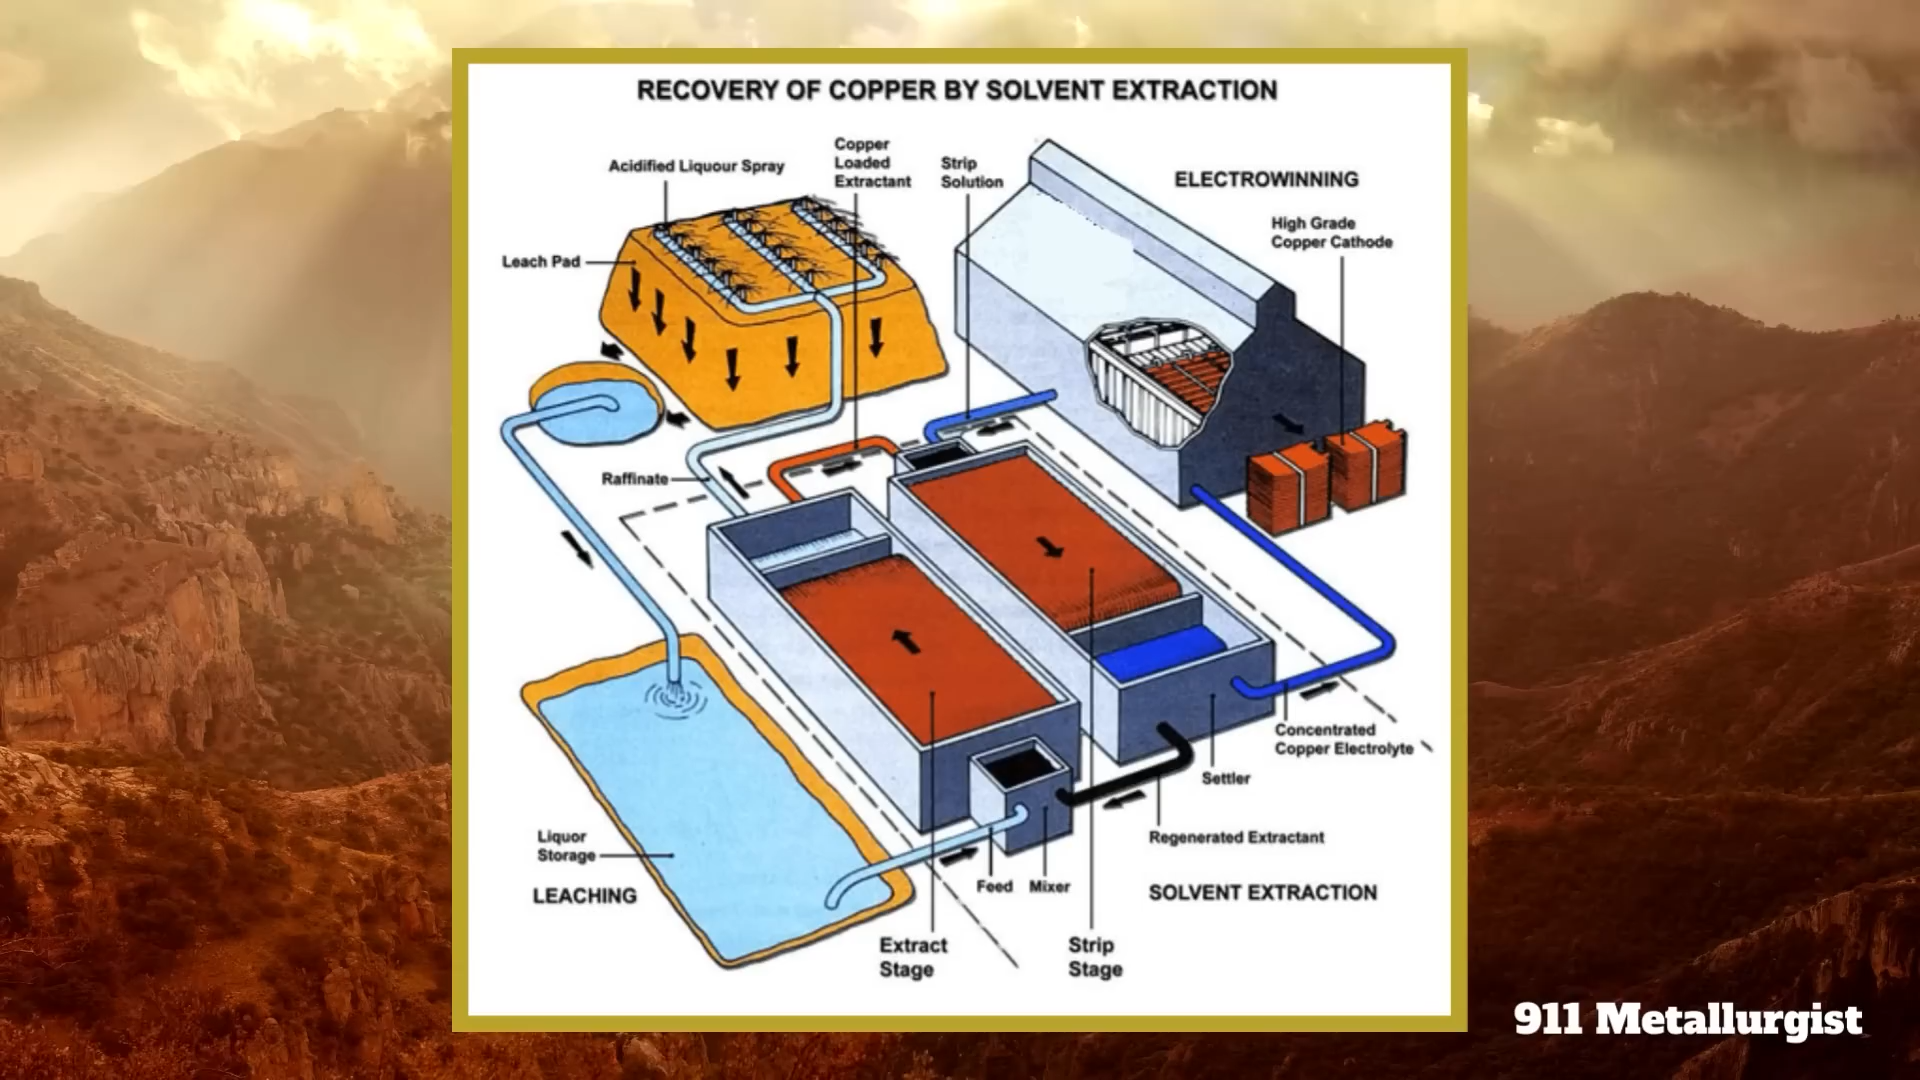 RECOVERY OF COPPER BY SOLVENT EXTRACTION
Acidified Liquour Spray
Copper
Loaded
Extractant
Strip
Solution
ELECTROWINNING
High Grade
Copper Cathode
Leach Pad
Raffinate
Concentrated
Copper Electrolyte
Settler
Regenerated Extractant
Liquor
Storage
Feed
Mixer
LEACHING
SOLVENT EXTRACTION
Extract
Stage
Strip
Stage
911 Metallurgist